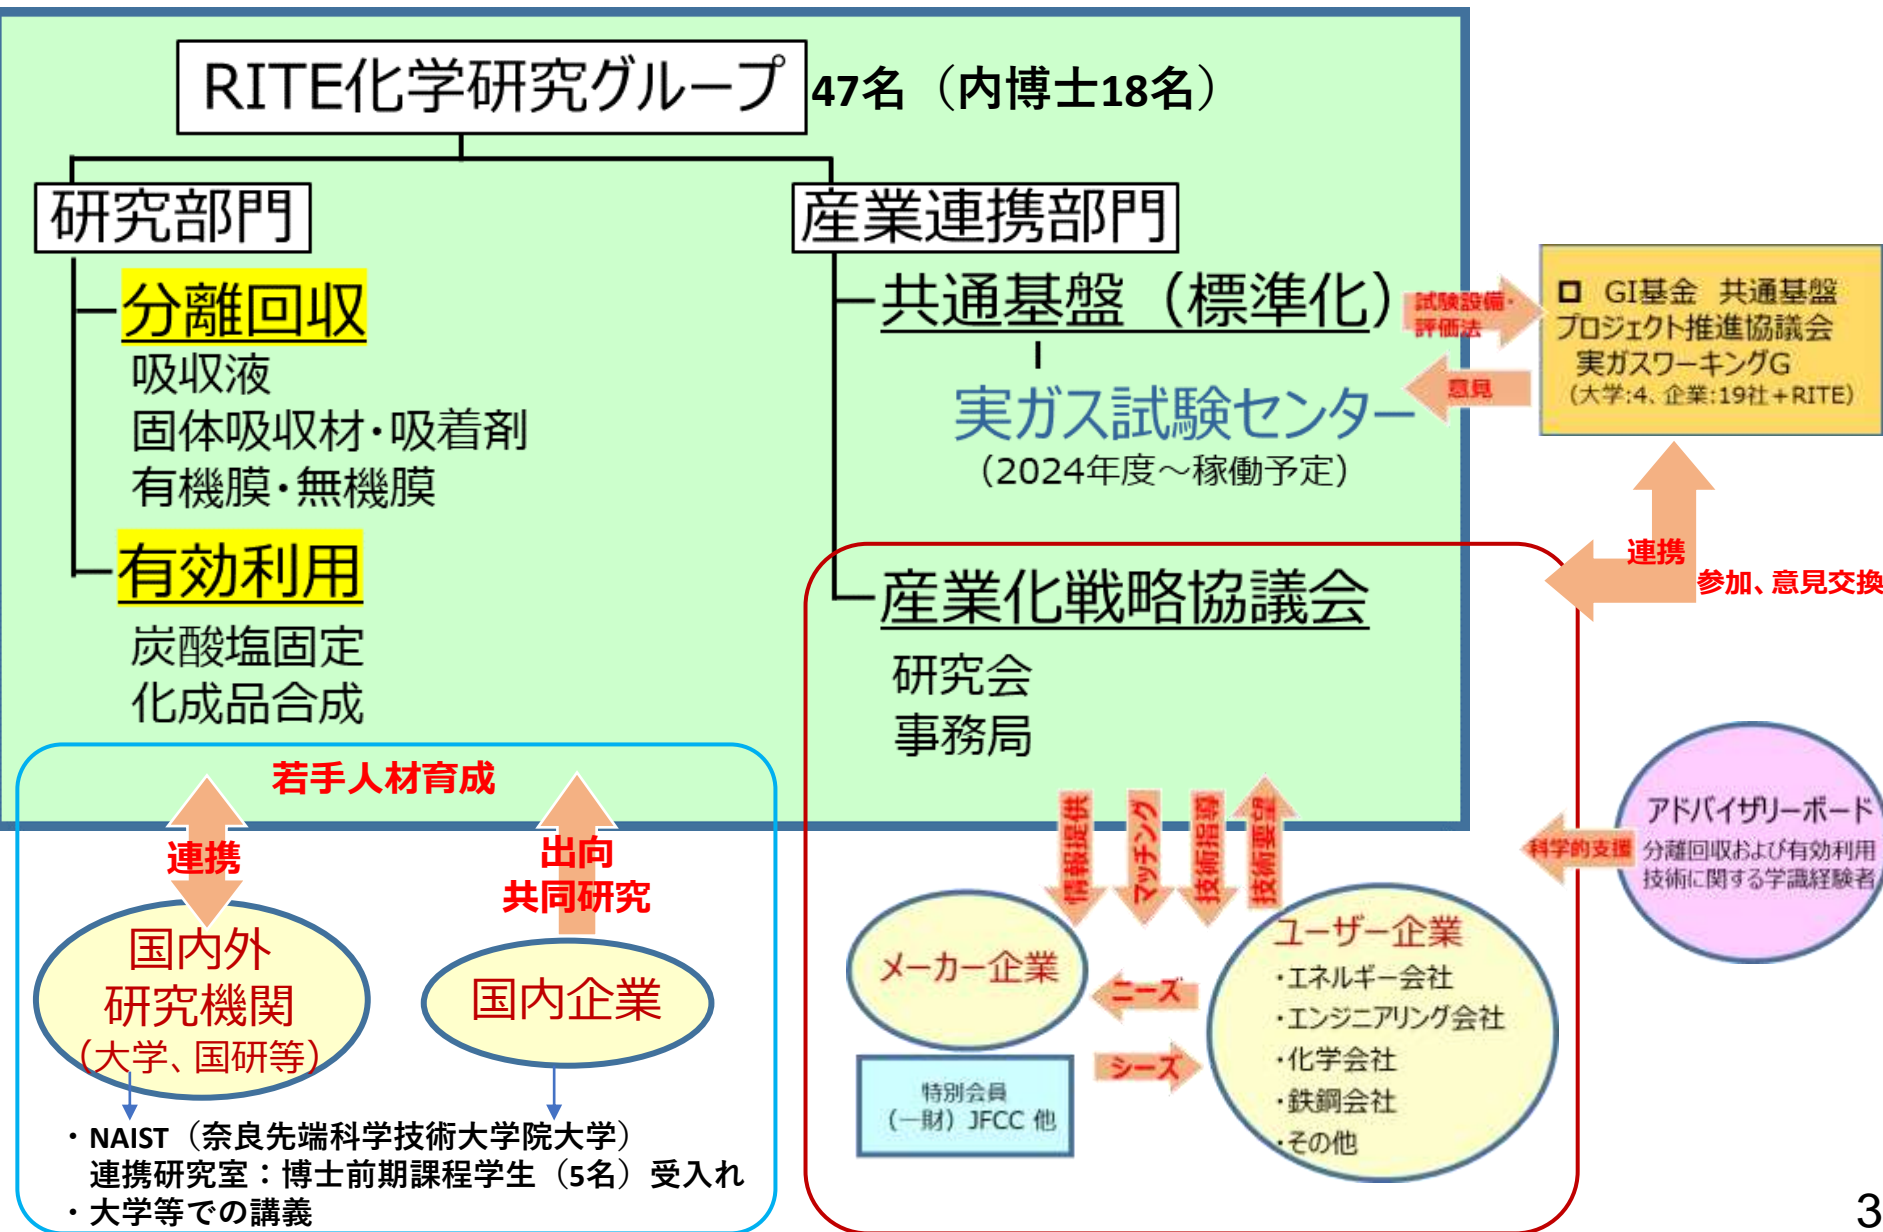 RITE化学研究グループ 47名（内博士18名）
研究部門
分離回収
吸収液
固体吸収材・吸着剤
有機膜・無機膜
有効利用
炭酸塩固定
化成品合成
産業連携部門
共通基盤（標準化）
実ガス試験センター
（2024年度～稼働予定）
産業化戦略協議会
研究会
事務局
試験設備・
評価法
意見
ロ GI基金 共通基盤
プロジェクト推進協議会
実ガスワーキングG
（大学:4、企業:19社＋RITE）
連携
参加、意見交換
若手人材育成
連携
出向
共同研究
国内外
研究機関
（大学、国研等）
国内企業
・NAIST（奈良先端科学技術大学院大学）
連携研究室：博士前期課程学生（5名）受入れ
・大学等での講義
情報提供
マッチング
技術指導
技術要望
メーカー企業
ニーズ
シーズ
特別会員
（一財）JFCC 他
ユーザー企業
・エネルギー会社
・エンジニアリング会社
・化学会社
・鉄鋼会社
・その他
科学的支援
アドバイザリーボード
分離回収および有効利用
技術に関する学識経験者
3